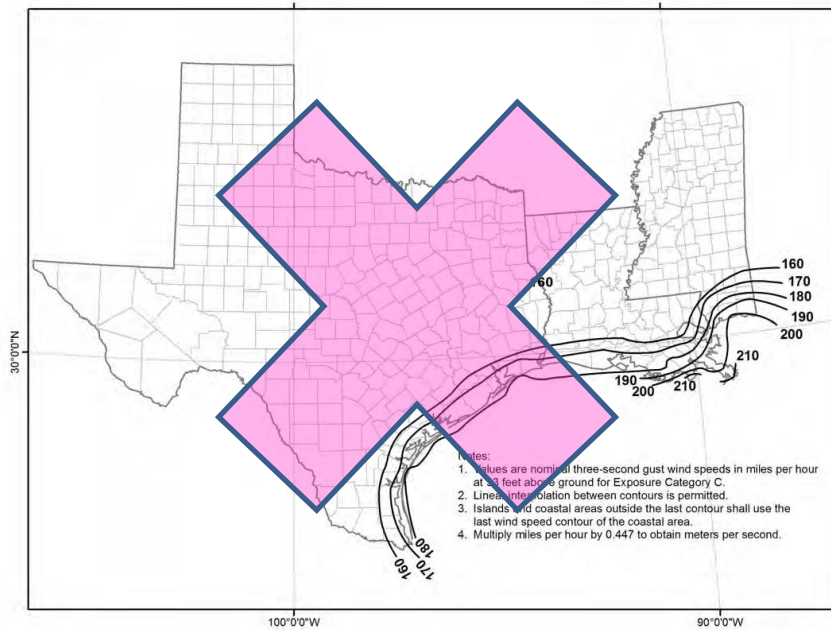 160
160
170
180
190
200
210
190
200
210
30°0'0"N
Notes:
1. Values are nominal three-second gust wind speeds in miles per hour
at 33 feet above ground for Exposure Category C.
2. Linear interpolation between contours is permitted.
3. Islands and coastal areas outside the last contour shall use the
last wind speed contour of the coastal area.
4. Multiply miles per hour by 0.447 to obtain meters per second.
180
170
160
100°0'0"W
90°0'0"W